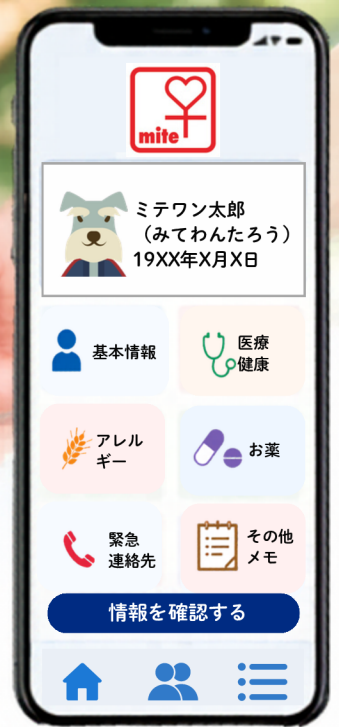 mite
ミテワン太郎
（みてわんたろう）
19XX年X月X日
基本情報
医療
健康
アレル
ギー
お薬
緊急
連絡先
その他
メモ
情報を確認する